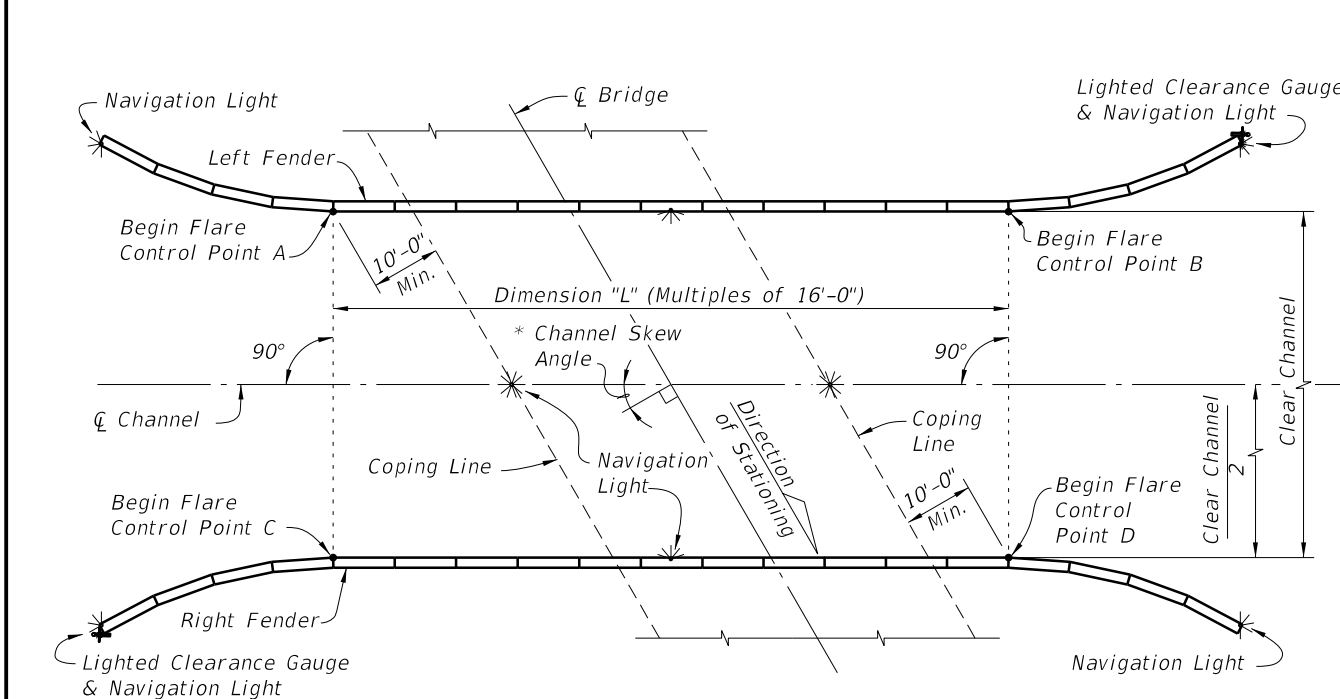 Navigation Light
℄ Bridge
Lighted Clearance Gauge
& Navigation Light
Left Fender
Begin Flare
Control Point A
10'-0"
Min.
Begin Flare
Control Point B
Dimension "L" (Multiples of 16'-0")
* Channel Skew
Angle
90°
90°
Clear Channel
℄ Channel
Direction
of Stationing
Coping
Line
Clear Channel
2
Coping Line
Navigation
Light
10'-0"
Min.
Begin Flare
Control Point C
Begin Flare
Control
Point D
Right Fender
Lighted Clearance Gauge
& Navigation Light
Navigation Light